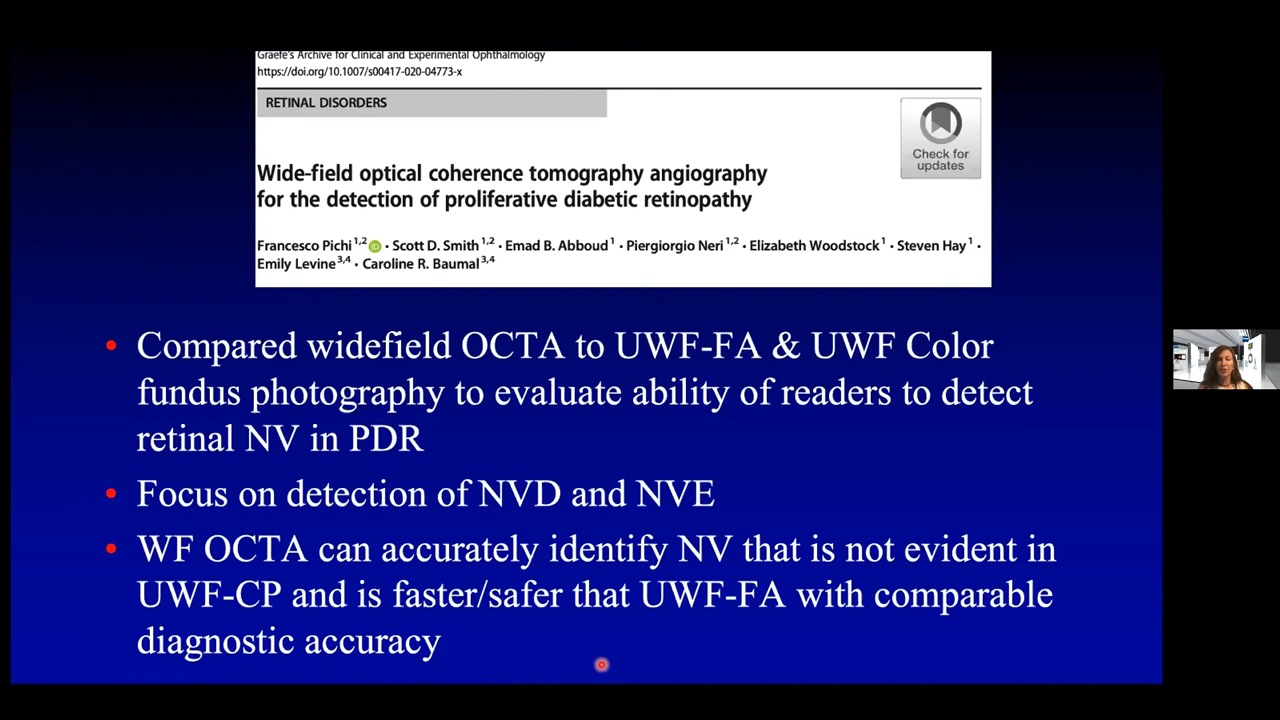 Graefe's Archive for Clinical and Experimental Ophthalmology
https://doi.org/10.1007/s00417-020-04773-x
RETINAL DISORDERS
Check for
updates
Wide-field optical coherence tomography angiography
for the detection of proliferative diabetic retinopathy
Francesco Pichi1,2 iD · Scott D. Smith1,2 · Emad B. Abboud1 · Piergiorgio Neri1,2 · Elizabeth Woodstock1 · Steven Hay1 ·
Emily Levine3,4 · Caroline R. Baumal3,4
• Compared widefield OCTA to UWF-FA & UWF Color
fundus photography to evaluate ability of readers to detect
retinal NV in PDR
• Focus on detection of NVD and NVE
• WF OCTA can accurately identify NV that is not evident in
UWF-CP and is faster/safer that UWF-FA with comparable
diagnostic accuracy